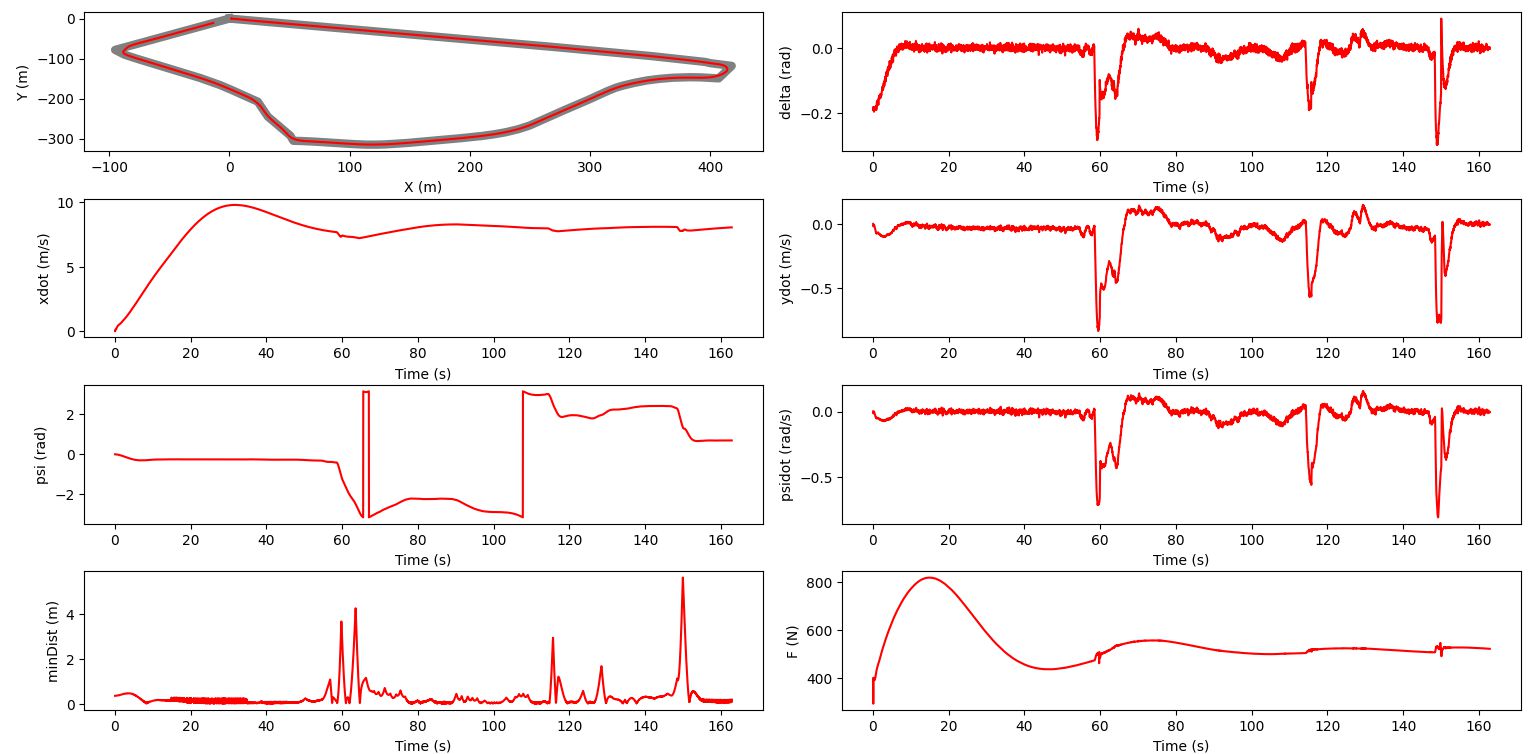 Y (m)
0
−100
−200
−300
−100 0 100 200 300 400
X (m)
delta (rad)
0.0
−0.2
0 20 40 60 80 100 120 140 160
Time (s)
xdot (m/s)
10
5
0
0 20 40 60 80 100 120 140 160
Time (s)
ydot (m/s)
0.0
−0.5
0 20 40 60 80 100 120 140 160
Time (s)
psi (rad)
2
0
−2
0 20 40 60 80 100 120 140 160
Time (s)
psidot (rad/s)
0.0
−0.5
0 20 40 60 80 100 120 140 160
Time (s)
minDist (m)
4
2
0
0 20 40 60 80 100 120 140 160
Time (s)
F (N)
800
600
400
0 20 40 60 80 100 120 140 160
Time (s)